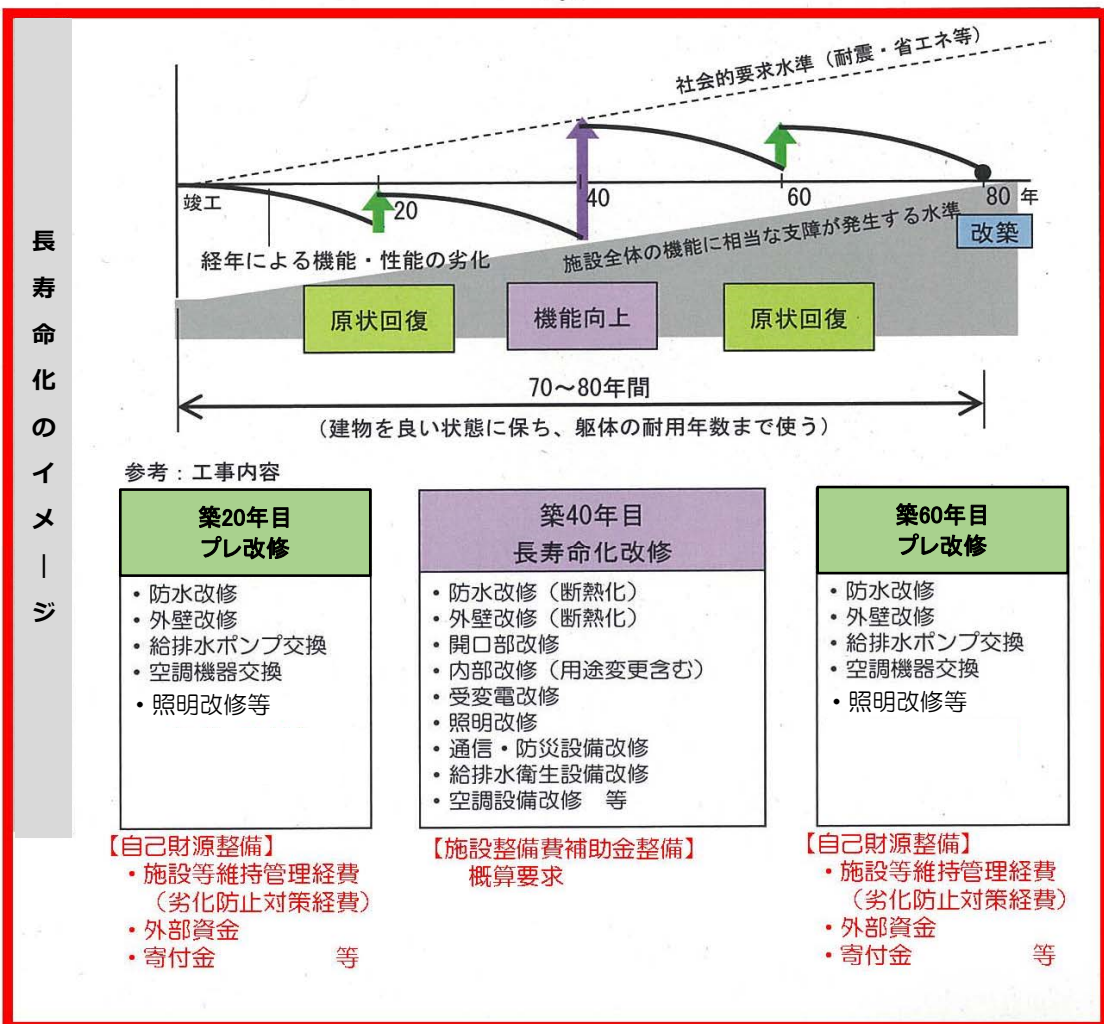 長寿命化のイメージ
社会的要求水準（耐震・省エネ等）
竣工
20
40
60
80 年
経年による機能・性能の劣化
施設全体の機能に相当な支障が発生する水準
改築
原状回復
機能向上
原状回復
70～80年間
（建物を良い状態に保ち、躯体の耐用年数まで使う）
参考：工事内容
築20年目
プレ改修
・防水改修
・外壁改修
・給排水ポンプ交換
・空調機器交換
・照明改修等
【自己財源整備】
・施設等維持管理経費
（劣化防止対策経費）
・外部資金
・寄付金　　　　等
築40年目
長寿命化改修
・防水改修（断熱化）
・外壁改修（断熱化）
・開口部改修
・内部改修（用途変更含む）
・受変電改修
・照明改修
・通信・防災設備改修
・給排水衛生設備改修
・空調設備改修　等
【施設整備費補助金整備】
概算要求
築60年目
プレ改修
・防水改修
・外壁改修
・給排水ポンプ交換
・空調機器交換
・照明改修等
【自己財源整備】
・施設等維持管理経費
（劣化防止対策経費）
・外部資金
・寄付金　　　　等